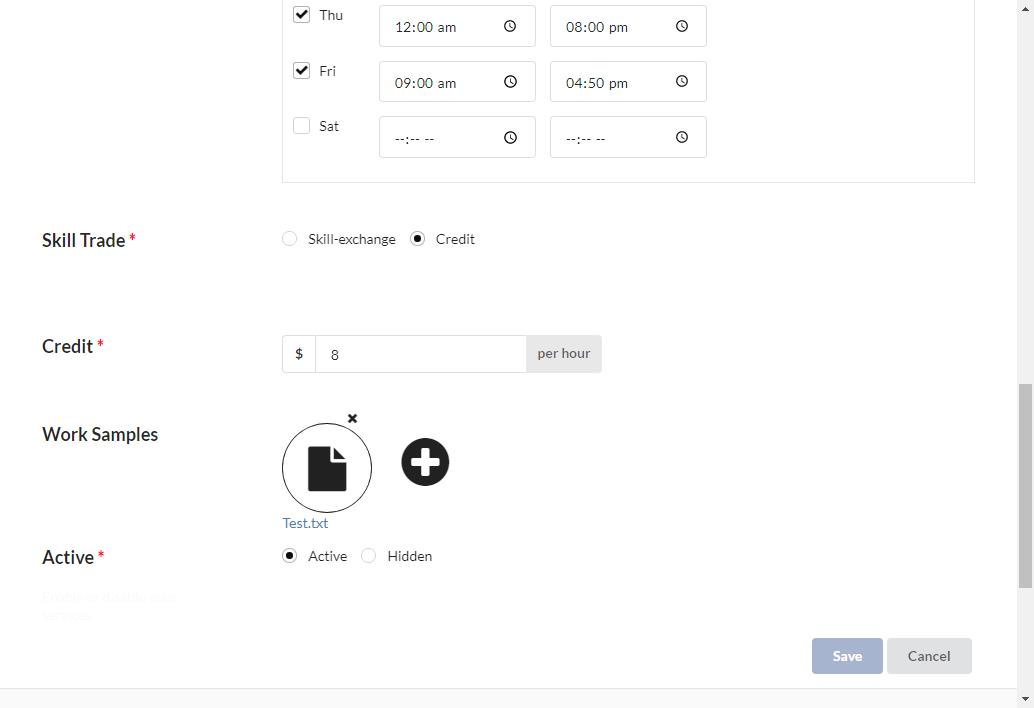 Thu 12:00 am 08:00 pm
Fri 09:00 am 04:50 pm
Sat --:-- -- --:-- --
Skill Trade * Skill-exchange Credit
Credit * $ 8 per hour
Work Samples
Test.txt
Active * Active Hidden
Enable or disable your
services
Save Cancel